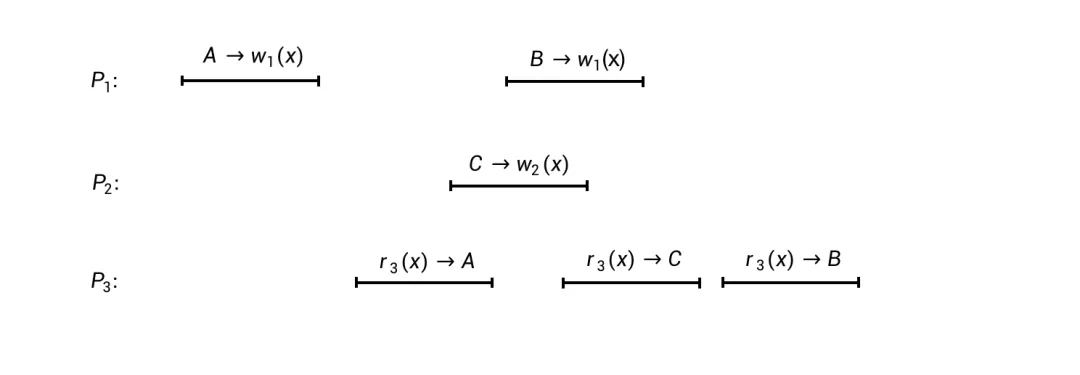 P₁: A → w₁(x) B → w₁(x)
P₂: C → w₂(x)
P₃: r₃(x) → A r₃(x) → C r₃(x) → B